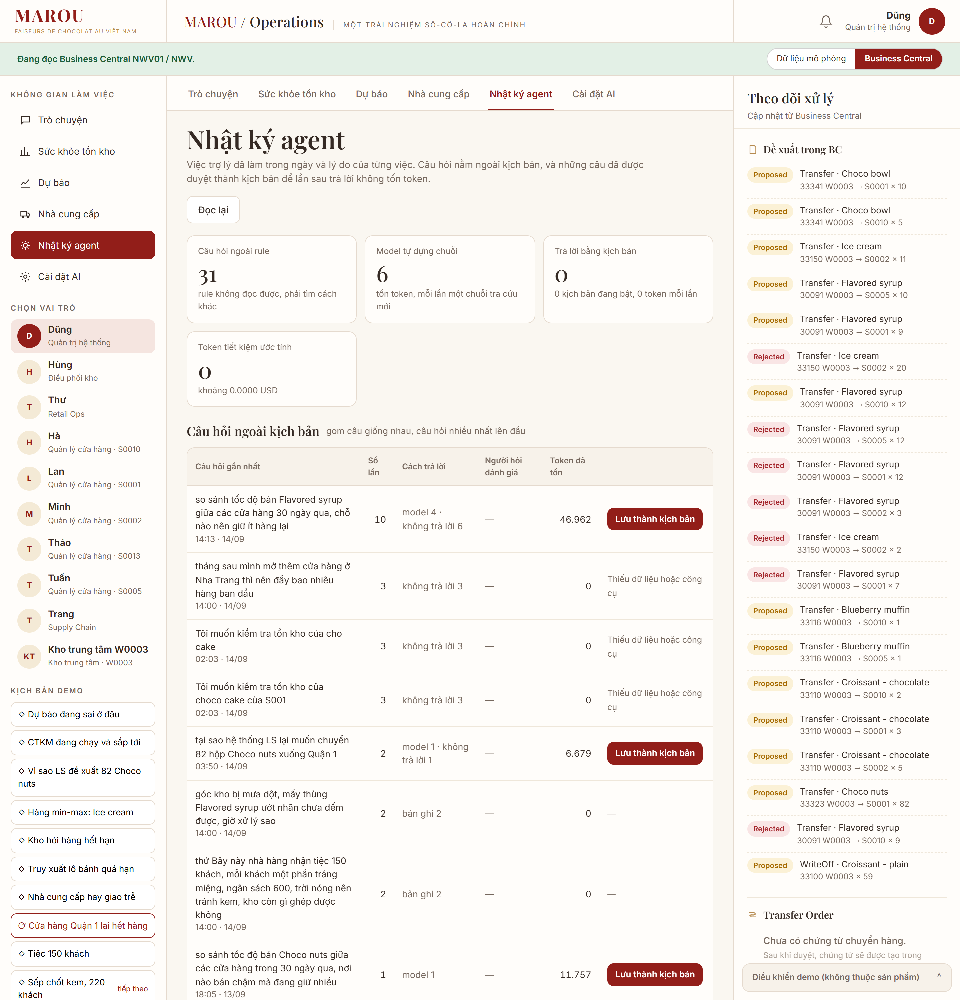 MAROU
FAISEURS DE CHOCOLAT AU VIỆT NAM
MAROU / Operations
MỘT TRẢI NGHIỆM SÔ-CÔ-LA HOÀN CHỈNH
Dũng
Quản trị hệ thống
D
Đang đọc Business Central NWV01 / NWV.
Dữ liệu mô phỏng
Business Central
KHÔNG GIAN LÀM VIỆC
Trò chuyện
Sức khỏe tồn kho
Dự báo
Nhà cung cấp
Nhật ký agent
Cài đặt AI
CHỌN VAI TRÒ
D
Dũng
Quản trị hệ thống
H
Hùng
Điều phối kho
T
Thư
Retail Ops
H
Hà
Quản lý cửa hàng · S0010
L
Lan
Quản lý cửa hàng · S0001
M
Minh
Quản lý cửa hàng · S0002
T
Thảo
Quản lý cửa hàng · S0013
T
Tuấn
Quản lý cửa hàng · S0005
T
Trang
Supply Chain
KT
Kho trung tâm W0003
Kho trung tâm · W0003
KỊCH BẢN DEMO
◇ Dự báo đang sai ở đâu
◇ CTKM đang chạy và sắp tới
◇ Vì sao LS đề xuất 82 Choco
nuts
◇ Hàng min-max: Ice cream
◇ Kho hỏi hàng hết hạn
◇ Truy xuất lô bánh quá hạn
◇ Nhà cung cấp hay giao trễ
Cửa hàng Quận 1 lại hết hàng
◇ Tiệc 150 khách
◇ Sếp chốt kem, 220
khách
tiếp theo
Trò chuyện
Sức khỏe tồn kho
Dự báo
Nhà cung cấp
Nhật ký agent
Cài đặt AI
Nhật ký agent
Việc trợ lý đã làm trong ngày và lý do của từng việc. Câu hỏi nằm ngoài kịch bản, và những câu đã được
duyệt thành kịch bản để lần sau trả lời không tốn token.
Đọc lại
Câu hỏi ngoài rule
31
rule không đọc được, phải tìm cách
khác
Model tự dựng chuỗi
6
tốn token, mỗi lần một chuỗi tra cứu
mới
Trả lời bằng kịch bản
0
0 kịch bản đang bật, 0 token mỗi lần
Token tiết kiệm ước tính
0
khoảng 0.0000 USD
Câu hỏi ngoài kịch bản
gom câu giống nhau, câu hỏi nhiều nhất lên đầu
Câu hỏi gần nhất
Số
lần
Cách trả lời
Người hỏi
đánh giá
Token đã
tốn
so sánh tốc độ bán Flavored syrup
giữa các cửa hàng 30 ngày qua, chỗ
nào nên giữ ít hàng lại
14:13 · 14/09
10
model 4 ·
không trả lời 6
—
46.962
Lưu thành kịch bản
tháng sau mình mở thêm cửa hàng ở
Nha Trang thì nên đẩy bao nhiêu
hàng ban đầu
14:00 · 14/09
3
không trả lời 3
—
0
Thiếu dữ liệu hoặc công
cụ
Tôi muốn kiểm tra tồn kho của cho
cake
02:03 · 14/09
3
không trả lời 3
—
0
Thiếu dữ liệu hoặc công
cụ
Tôi muốn kiểm tra tồn kho của
choco cake của S001
02:03 · 14/09
3
không trả lời 3
—
0
Thiếu dữ liệu hoặc công
cụ
tại sao hệ thống LS lại muốn chuyển
82 hộp Choco nuts xuống Quận 1
03:50 · 14/09
2
model 1 · không
trả lời 1
—
6.679
Lưu thành kịch bản
góc kho bị mưa dột, mấy thùng
Flavored syrup ướt nhãn chưa đếm
được, giờ xử lý sao
14:00 · 14/09
2
bản ghi 2
—
0
—
thứ Bảy này nhà hàng nhận tiệc 150
khách, mỗi khách một phần tráng
miệng, ngân sách 600, trời nóng nên
tránh kem, kho còn gì ghép được
không
14:00 · 14/09
2
bản ghi 2
—
0
—
so sánh tốc độ bán Choco nuts giữa
các cửa hàng trong 30 ngày qua, nơi
nào bán chậm mà đang giữ nhiều
18:05 · 13/09
1
model 1
—
11.757
Lưu thành kịch bản
Theo dõi xử lý
Cập nhật từ Business Central
Đề xuất trong BC
Proposed
Transfer · Choco bowl
33341 W0003 → S0001 × 10
Proposed
Transfer · Choco bowl
33341 W0003 → S0010 × 5
Proposed
Transfer · Ice cream
33150 W0003 → S0002 × 11
Proposed
Transfer · Flavored syrup
30091 W0003 → S0005 × 10
Proposed
Transfer · Flavored syrup
30091 W0003 → S0001 × 9
Rejected
Transfer · Ice cream
33150 W0003 → S0002 × 20
Proposed
Transfer · Flavored syrup
30091 W0003 → S0010 × 12
Rejected
Transfer · Flavored syrup
30091 W0003 → S0005 × 12
Rejected
Transfer · Flavored syrup
30091 W0003 → S0001 × 12
Rejected
Transfer · Flavored syrup
30091 W0003 → S0002 × 3
Rejected
Transfer · Ice cream
33150 W0003 → S0002 × 2
Rejected
Transfer · Flavored syrup
30091 W0003 → S0001 × 7
Proposed
Transfer · Blueberry muffin
33116 W0003 → S0010 × 1
Proposed
Transfer · Blueberry muffin
33116 W0003 → S0005 × 1
Proposed
Transfer · Croissant - chocolate
33110 W0003 → S0010 × 2
Proposed
Transfer · Croissant - chocolate
33110 W0003 → S0001 × 3
Proposed
Transfer · Croissant - chocolate
33110 W0003 → S0002 × 5
Proposed
Transfer · Choco nuts
33323 W0003 → S0001 × 82
Rejected
Transfer · Flavored syrup
30091 W0003 → S0010 × 9
Proposed
WriteOff · Croissant - plain
33100 W0003 × 59
Transfer Order
Chưa có chứng từ chuyển hàng.
Sau khi duyệt, chứng từ sẽ được tạo trong
Điều khiển demo (không thuộc sản phẩm)
^